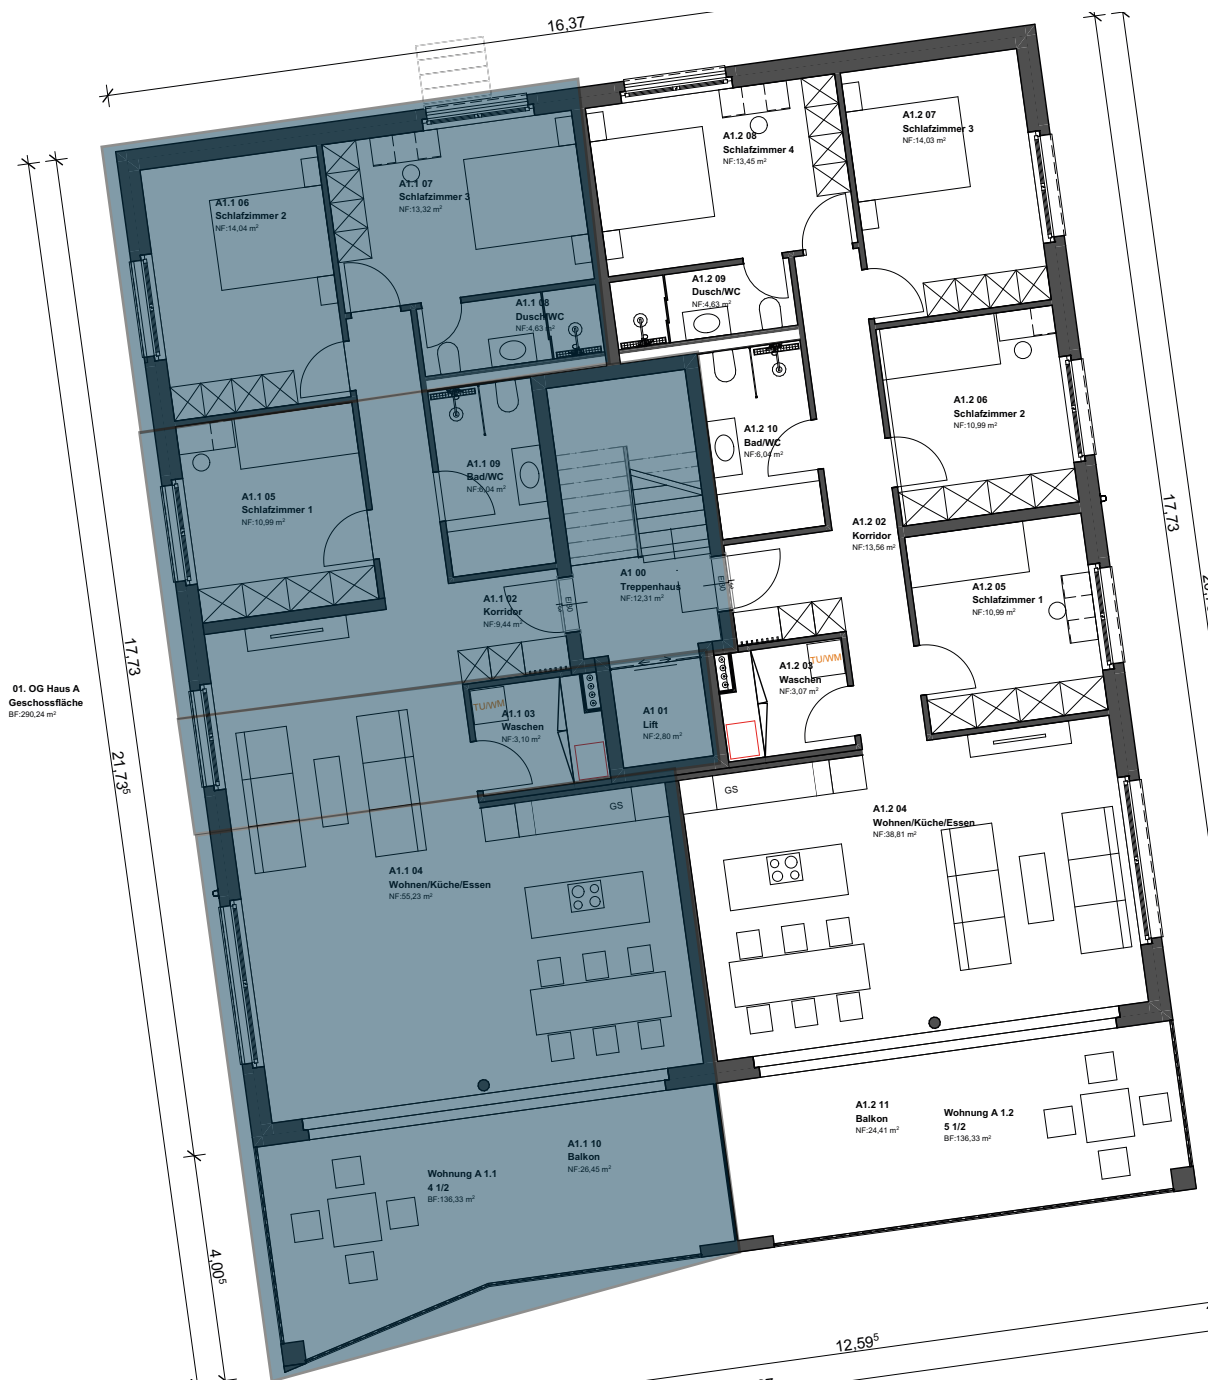 16,37
A1.2 07
Schlafzimmer 3
NF:14,03 m²
A1.2 08
Schlafzimmer 4
NF:13,45 m²
A1.1 07
Schlafzimmer 3
NF:13,32 m²
A1.1 06
Schlafzimmer 2
NF:14,04 m²
A1.2 09
Dusch/WC
NF:4,63 m²
A1.1 08
Dusch/WC
NF:4,63 m²
A1.2 06
Schlafzimmer 2
NF:10,99 m²
A1.2 10
Bad/WC
NF:6,04 m²
A1.1 09
Bad/WC
NF:6,04 m²
A1.1 05
Schlafzimmer 1
NF:10,99 m²
17,73
A1.2 02
Korridor
NF:13,56 m²
A1 00
Treppenhaus
NF:12,31 m²
EI30
EI30
A1.2 05
Schlafzimmer 1
NF:10,99 m²
A1.1 02
Korridor
NF:9,44 m²
17,73
TU/WM
A1.2 03
Waschen
NF:3,07 m²
01. OG Haus A
Geschossfläche
BF:290,24 m²
TU/WM
A1.1 03
Waschen
NF:3,10 m²
A1 01
Lift
NF:2,80 m²
21,73⁵
GS
GS
A1.2 04
Wohnen/Küche/Essen
NF:38,81 m²
A1.1 04
Wohnen/Küche/Essen
NF:55,23 m²
A1.2 11
Balkon
NF:24,41 m²
Wohnung A 1.2
5 1/2
BF:136,33 m²
A1.1 10
Balkon
NF:26,45 m²
Wohnung A 1.1
4 1/2
BF:136,33 m²
4,00⁵
12,59⁵